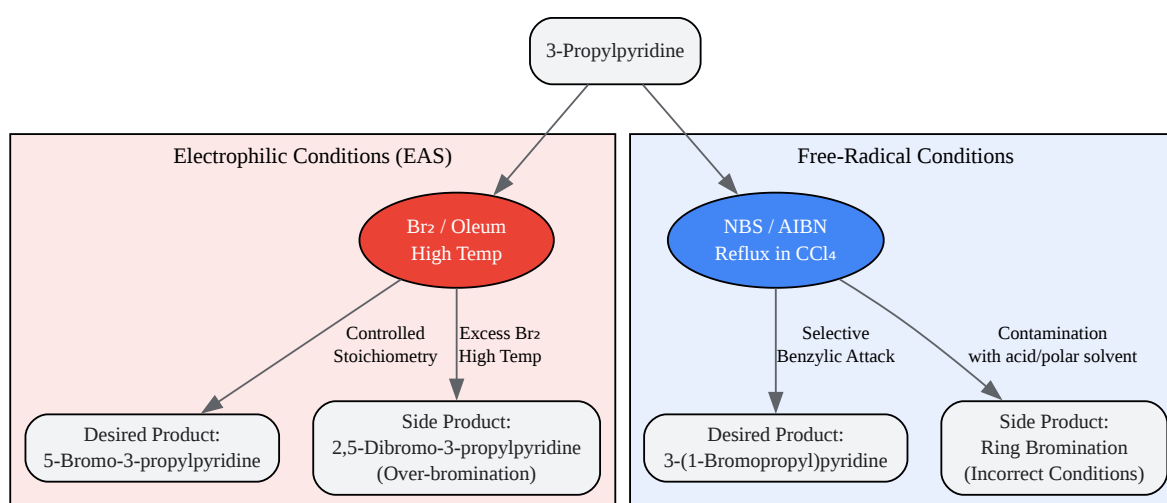 3-Propylpyridine
Electrophilic Conditions (EAS)
Free-Radical Conditions
Br₂ / Oleum
High Temp
NBS / AIBN
Reflux in CCl₄
Controlled
Stoichiometry
Excess Br₂
High Temp
Selective
Benzylic Attack
Contamination
with acid/polar solvent
Desired Product:
5-Bromo-3-propylpyridine
Side Product:
2,5-Dibromo-3-propylpyridine
(Over-bromination)
Desired Product:
3-(1-Bromopropyl)pyridine
Side Product:
Ring Bromination
(Incorrect Conditions)